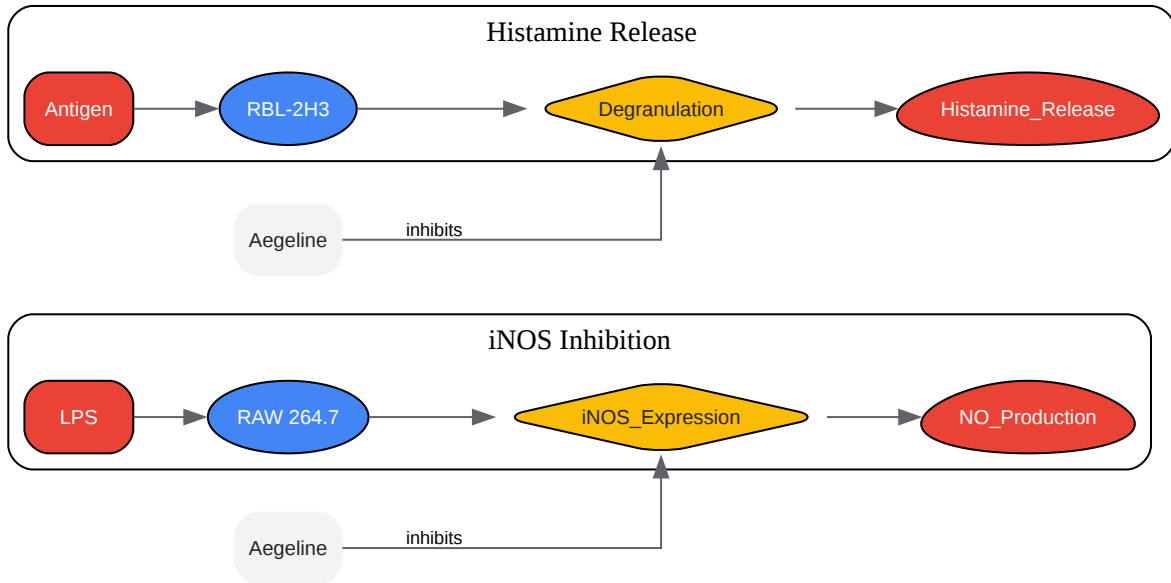 Histamine Release
Antigen
RBL-2H3
Degranulation
Histamine_Release
Aegeline
inhibits
iNOS Inhibition
LPS
RAW 264.7
iNOS_Expression
NO_Production
Aegeline
inhibits